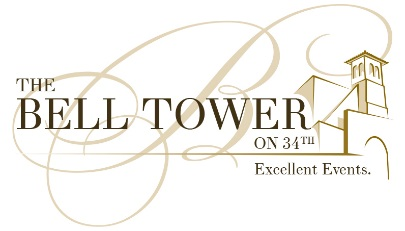 THE
BELL TOWER
ON 34TH
Excellent Events.